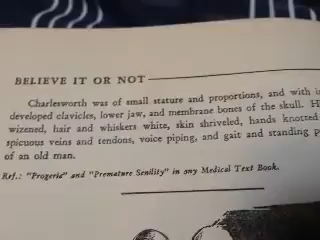 BELIEVE IT OR NOT
Charlesworth was of small stature and proportions, and with
developed clavicles, lower jaw, and membrane bones of the skull.
wizened, hair and whiskers white, skin shriveled, hands knotted
spicuous veins and tendons, voice piping, and gait and standing
of an old man.
Ref.: "Progeria" and "Premature Senility" in any Medical Text Book.